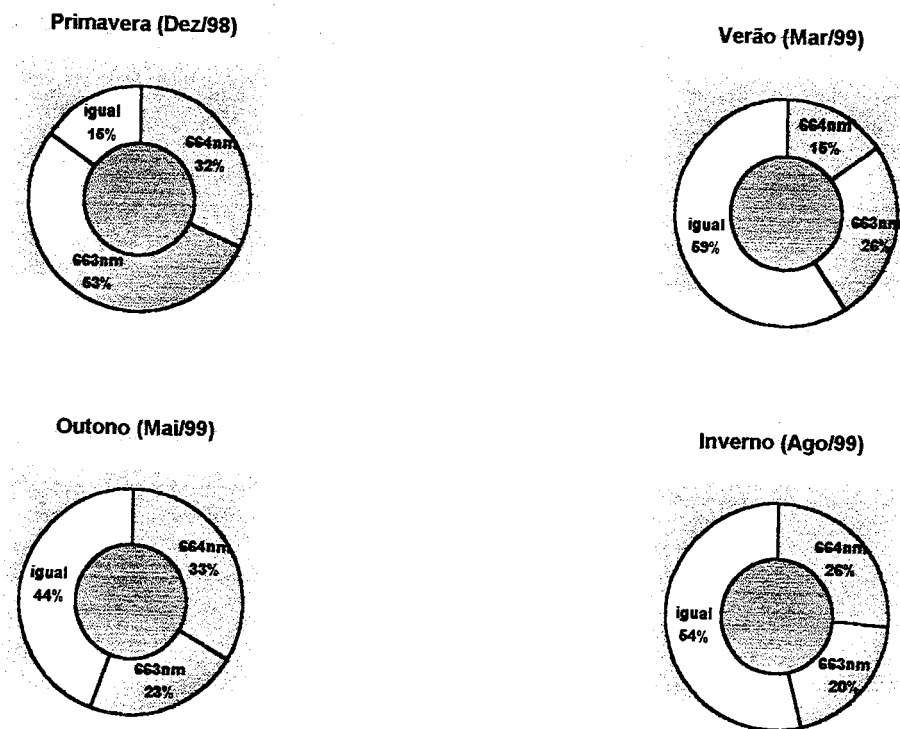 Primavera (Dez/98)
igual
15%
664nm
32%
663nm
53%
Verão (Mar/99)
664nm
15%
663nm
26%
igual
59%
Outono (Mai/99)
664nm
33%
igual
44%
663nm
23%
Inverno (Ago/99)
664nm
26%
igual
54%
663nm
20%